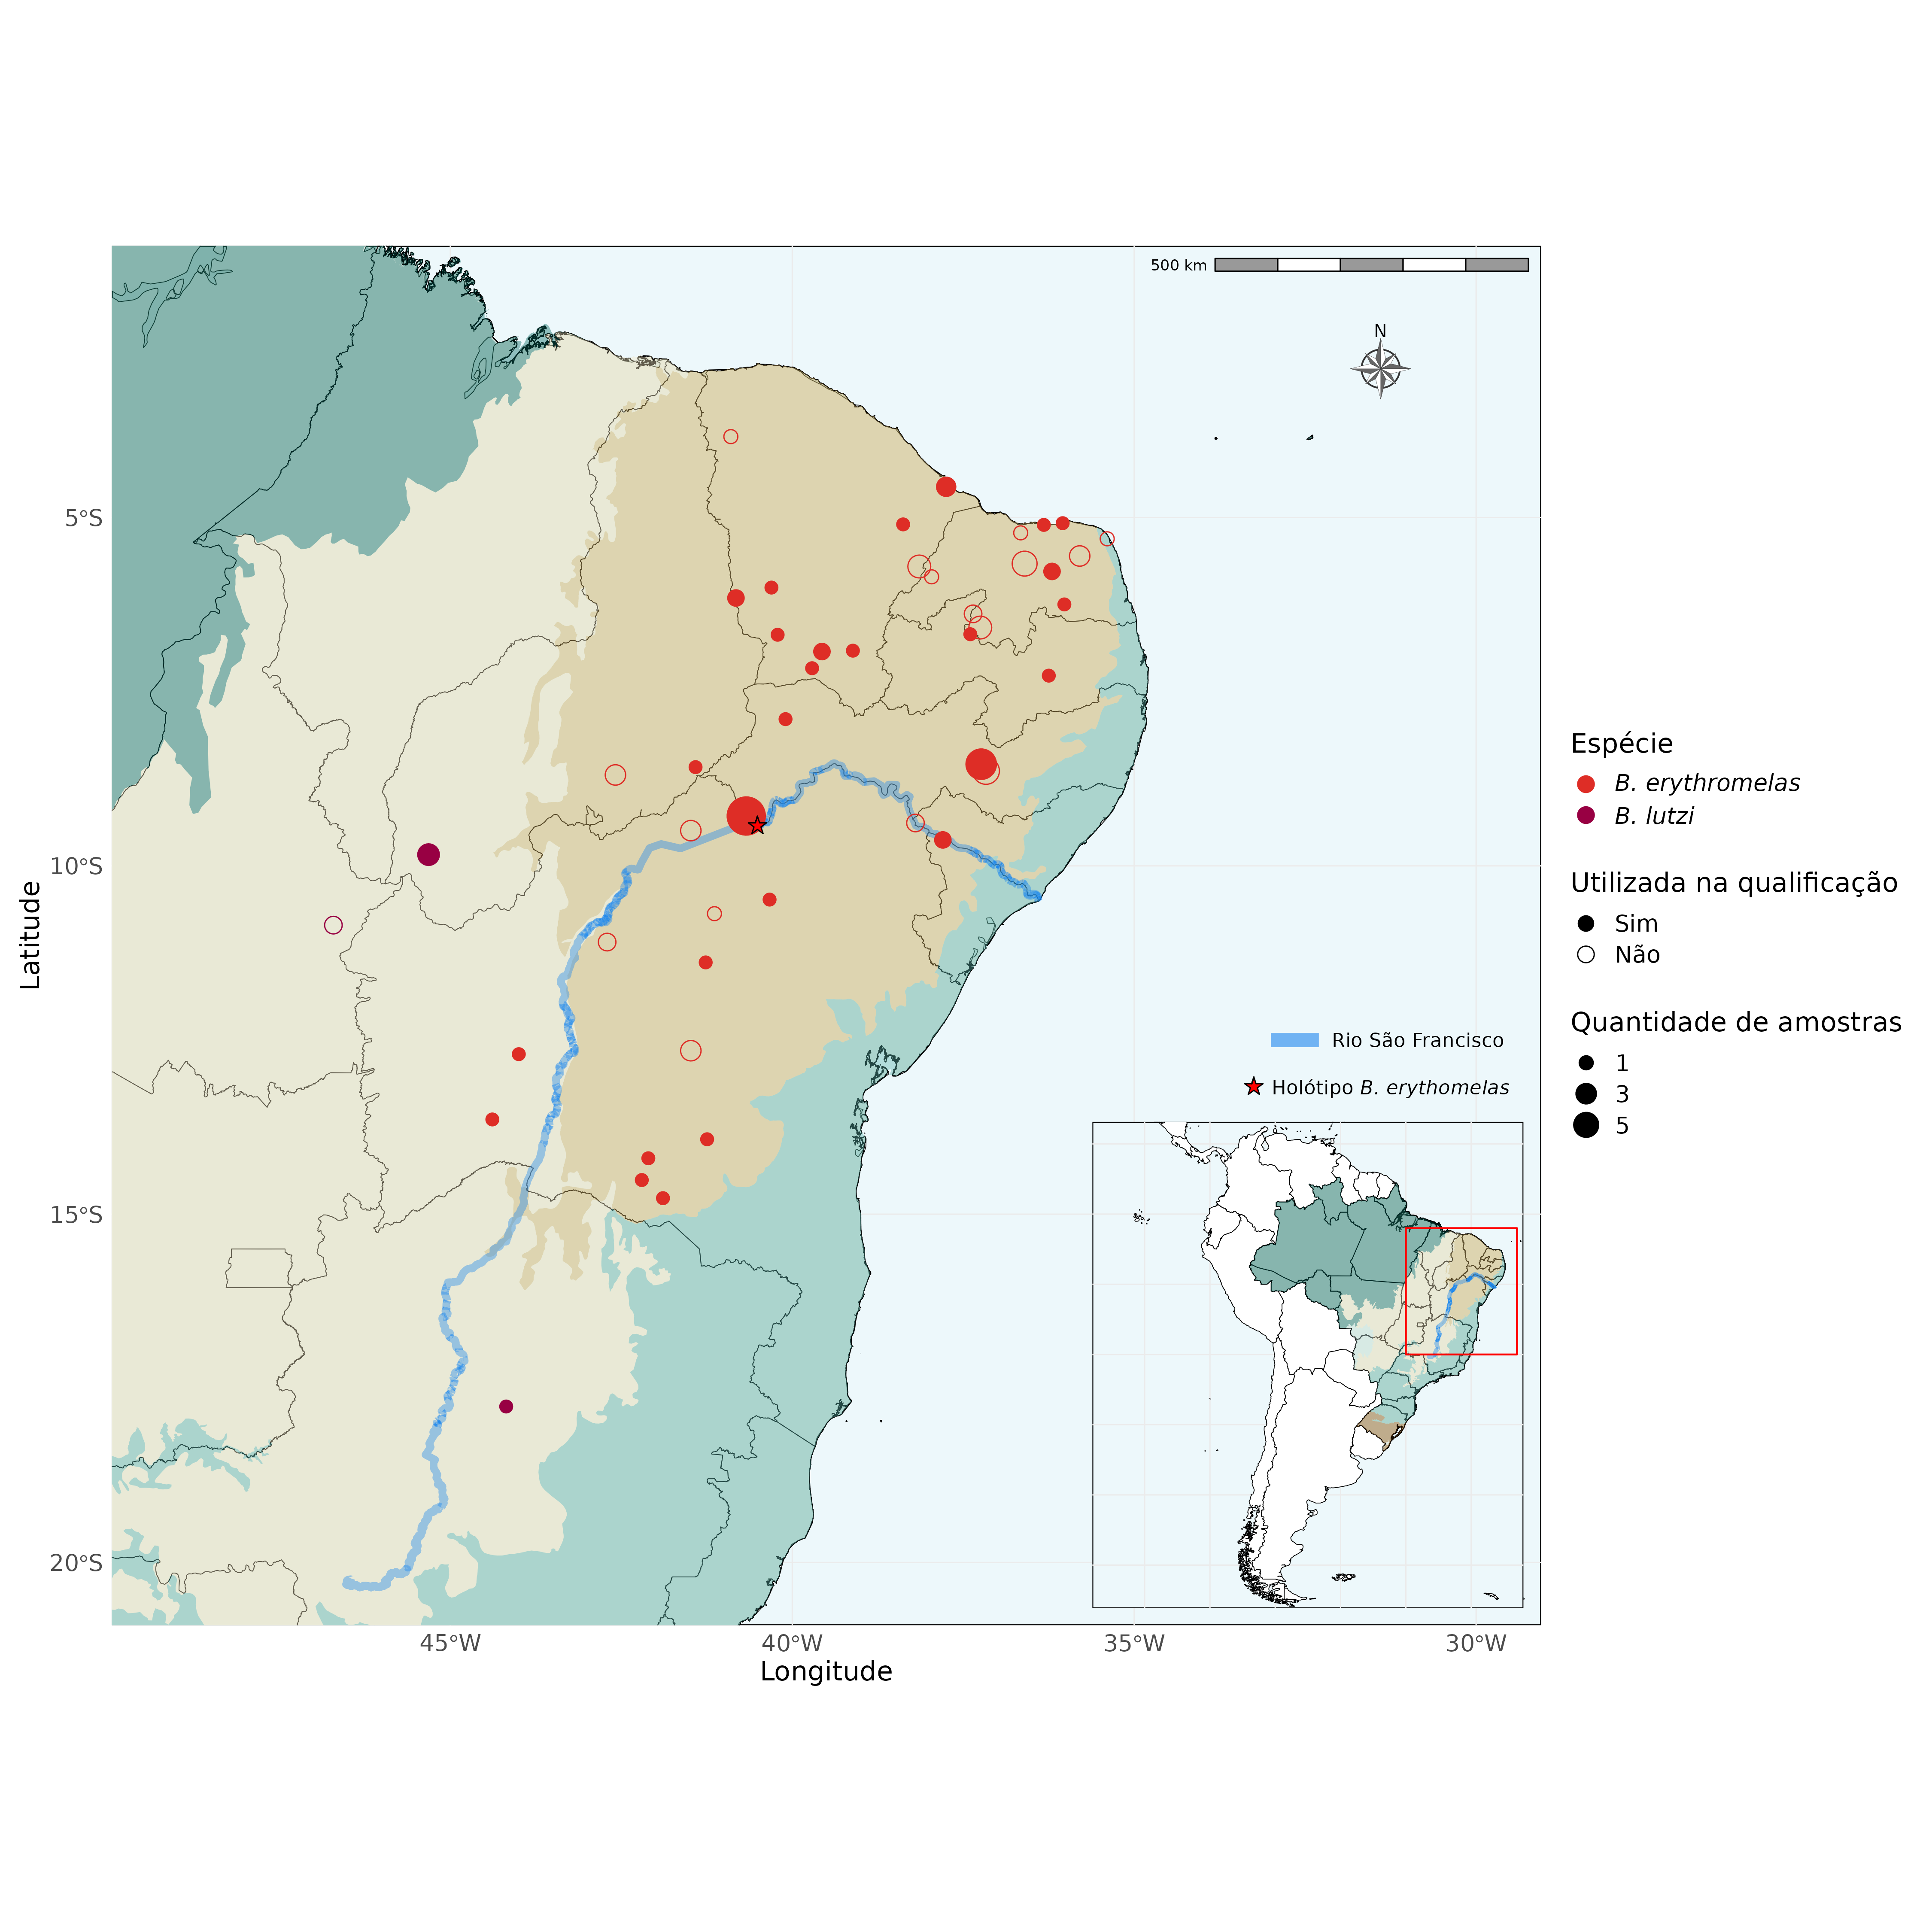 500 km
N
5°S
10°S
15°S
20°S
Latitude
45°W
40°W
35°W
30°W
Longitude
Rio São Francisco
Holótipo B. erythomelas
Espécie
B. erythromelas
B. lutzi
Utilizada na qualificação
Sim
Não
Quantidade de amostras
1
3
5